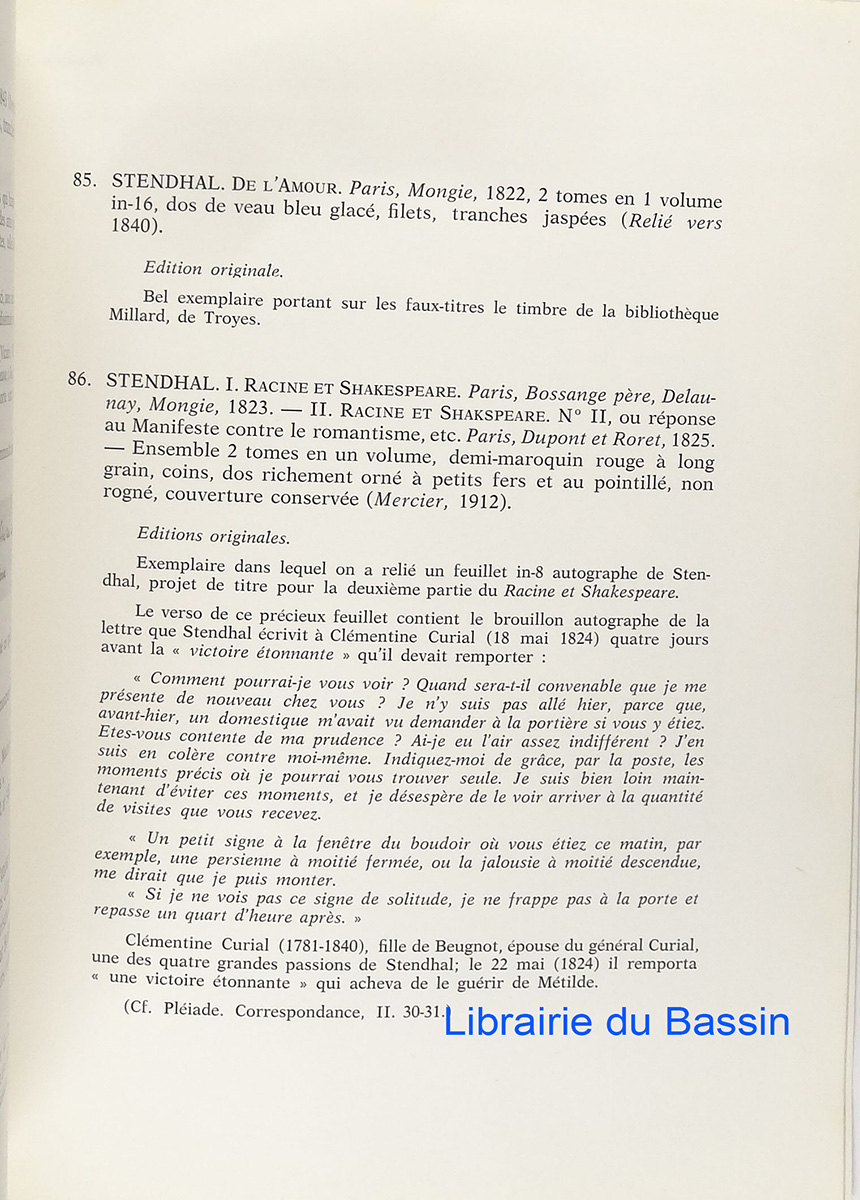 85. STENDHAL. DE L'AMOUR. Paris, Mongie, 1822, 2 tomes en 1 volume
in-16, dos de veau bleu glacé, filets, tranches jaspées (Relié vers
1840).
Edition originale.
Bel exemplaire portant sur les faux-titres le timbre de la bibliothèque
Millard, de Troyes.
86. STENDHAL. I. RACINE ET SHAKESPEARE. Paris, Bossange père, Delau-
nay, Mongie, 1823. — II. RACINE ET SHAKSPEARE. N° II, ou réponse
au Manifeste contre le romantisme, etc. Paris, Dupont et Roret, 1825.
— Ensemble 2 tomes en un volume, demi-maroquin rouge à long
grain, coins, dos richement orné à petits fers et au pointillé, non
rogné, couverture conservée (Mercier, 1912).
Editions originales.
Exemplaire dans lequel on a relié un feuillet in-8 autographe de Sten-
dhal, projet de titre pour la deuxième partie du Racine et Shakespeare.
Le verso de ce précieux feuillet contient le brouillon autographe de la
lettre que Stendhal écrivit à Clémentine Curial (18 mai 1824) quatre jours
avant la « victoire étonnante » qu'il devait remporter :
« Comment pourrai-je vous voir ? Quand sera-t-il convenable que je me
présente de nouveau chez vous ? Je n'y suis pas allé hier, parce que,
avant-hier, un domestique m'avait vu demander à la portière si vous y étiez.
Etes-vous contente de ma prudence ? Ai-je eu l'air assez indifférent ? J'en
suis en colère contre moi-même. Indiquez-moi de grâce, par la poste, les
moments précis où je pourrai vous trouver seule. Je suis bien loin main-
tenant d'éviter ces moments, et je désespère de le voir arriver à la quantité
de visites que vous recevez.
« Un petit signe à la fenêtre du boudoir où vous étiez ce matin, par
exemple, une persienne à moitié fermée, ou la jalousie à moitié descendue,
me dirait que je puis monter.
« Si je ne vois pas ce signe de solitude, je ne frappe pas à la porte et
repasse un quart d'heure après. »
Clémentine Curial (1781-1840), fille de Beugnot, épouse du général Curial,
une des quatre grandes passions de Stendhal; le 22 mai (1824) il remporta
« une victoire étonnante » qui acheva de le guérir de Métilde.
(Cf. Pléiade. Correspondance, II. 30-31.)
Librairie du Bassin